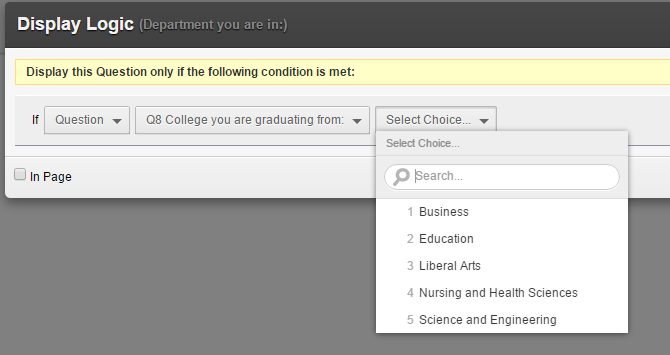 Display Logic (Department you are in:)
Display this Question only if the following condition is met:
If Question Q8 College you are graduating from: Select Choice...
Select Choice...
Search...
1 Business
2 Education
3 Liberal Arts
4 Nursing and Health Sciences
5 Science and Engineering
In Page